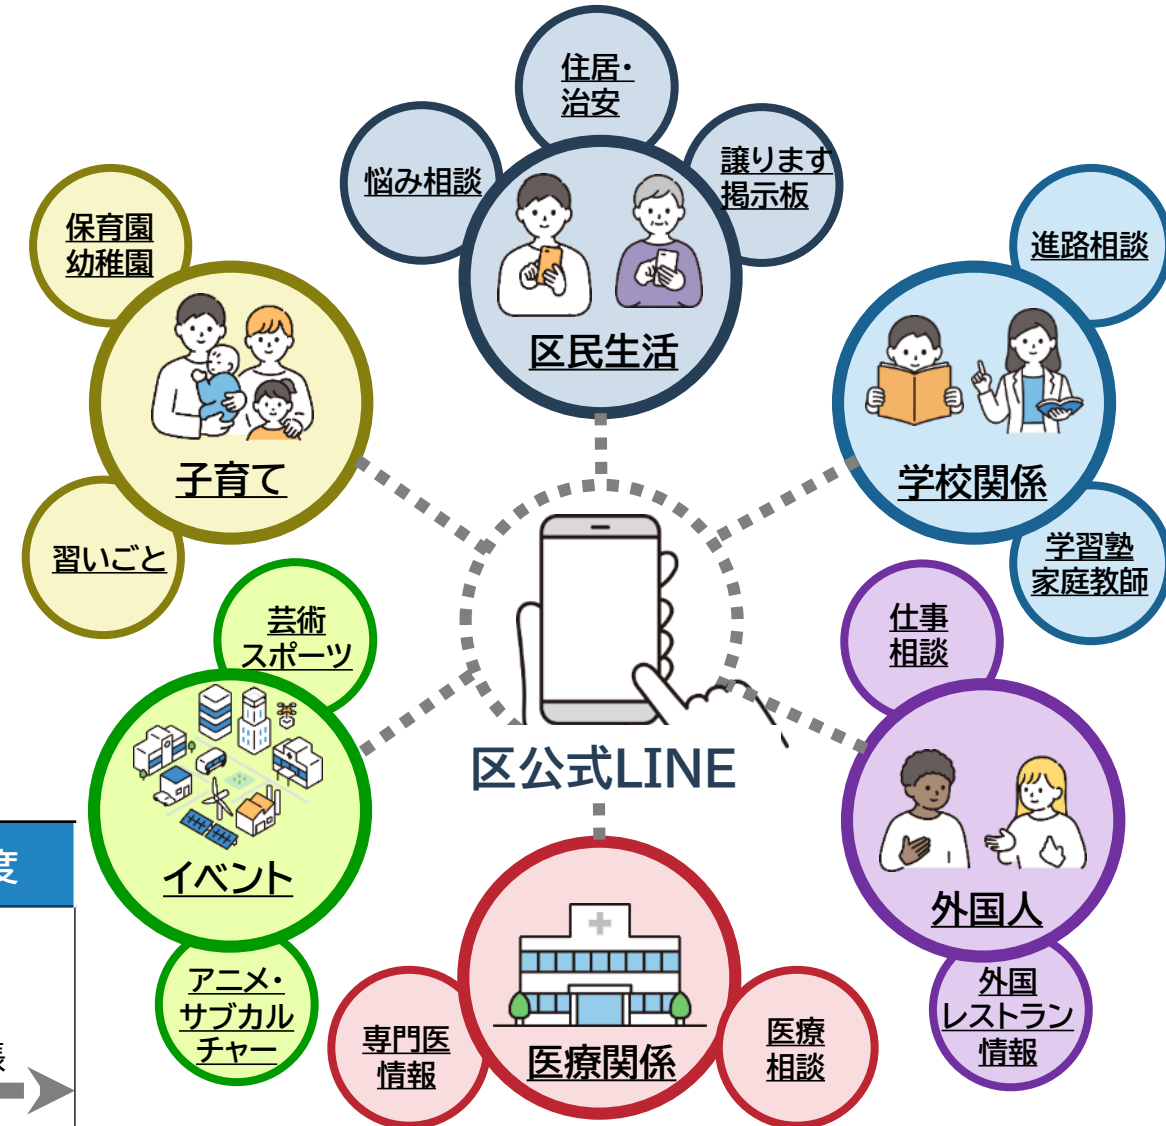 住居・
治安
悩み相談
譲ります
掲示板
区民生活
保育園
幼稚園
子育て
習いごと
進路相談
学校関係
学習塾
家庭教師
芸術
スポーツ
イベント
アニメ・
サブカル
チャー
区公式LINE
仕事
相談
外国人
外国
レストラン
情報
専門医
情報
医療関係
医療
相談
度